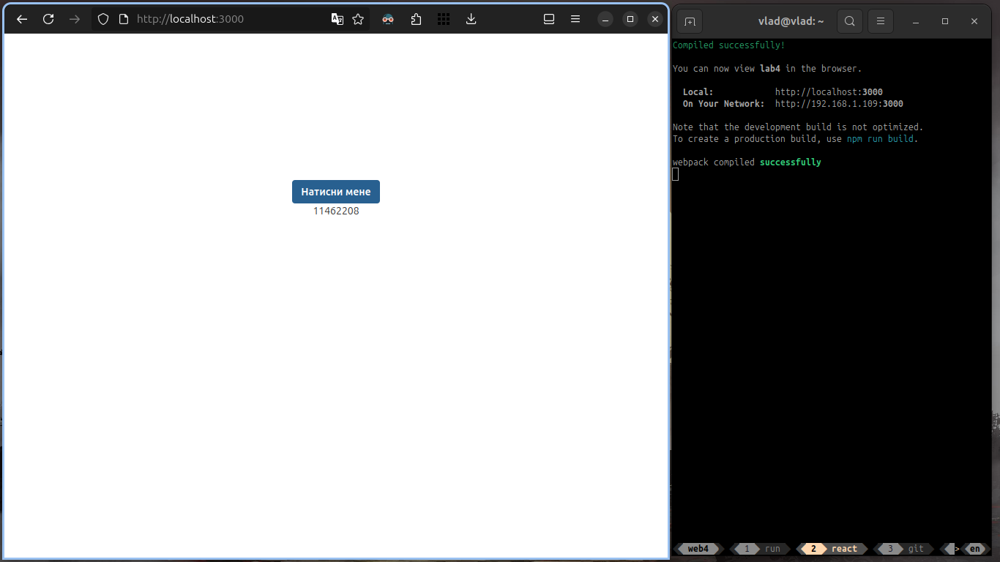 http://localhost:3000
Натисни мене
11462208
vlad@vlad: ~
Compiled successfully!
You can now view lab4 in the browser.
Local: http://localhost:3000
On Your Network: http://192.168.1.109:3000
Note that the development build is not optimized.
To create a production build, use npm run build.
webpack compiled successfully
web4 1 run 2 react 3 git > en